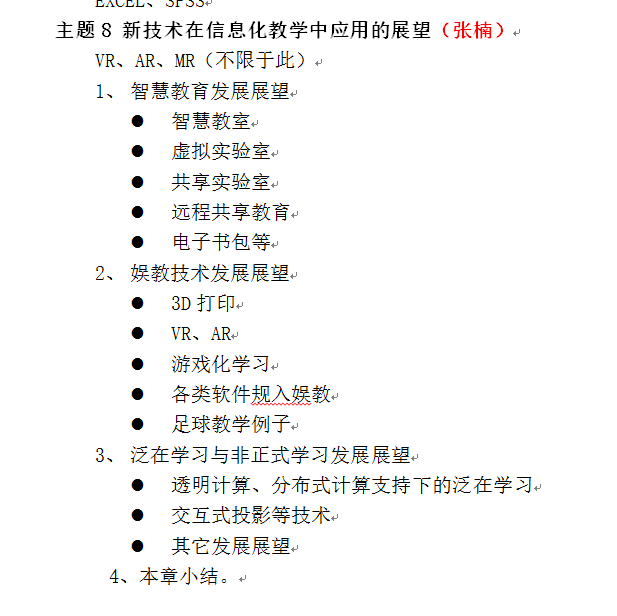 EXCEL、SPSS
主题8 新技术在信息化教学中应用的展望（张楠）
VR、AR、MR（不限于此）
1、 智慧教育发展展望
● 智慧教室
● 虚拟实验室
● 共享实验室
● 远程共享教育
● 电子书包等
2、 娱教技术发展展望
● 3D打印
● VR、AR
● 游戏化学习
● 各类软件规入娱教
● 足球教学例子
3、 泛在学习与非正式学习发展展望
● 透明计算、分布式计算支持下的泛在学习
● 交互式投影等技术
● 其它发展展望
4、本章小结。